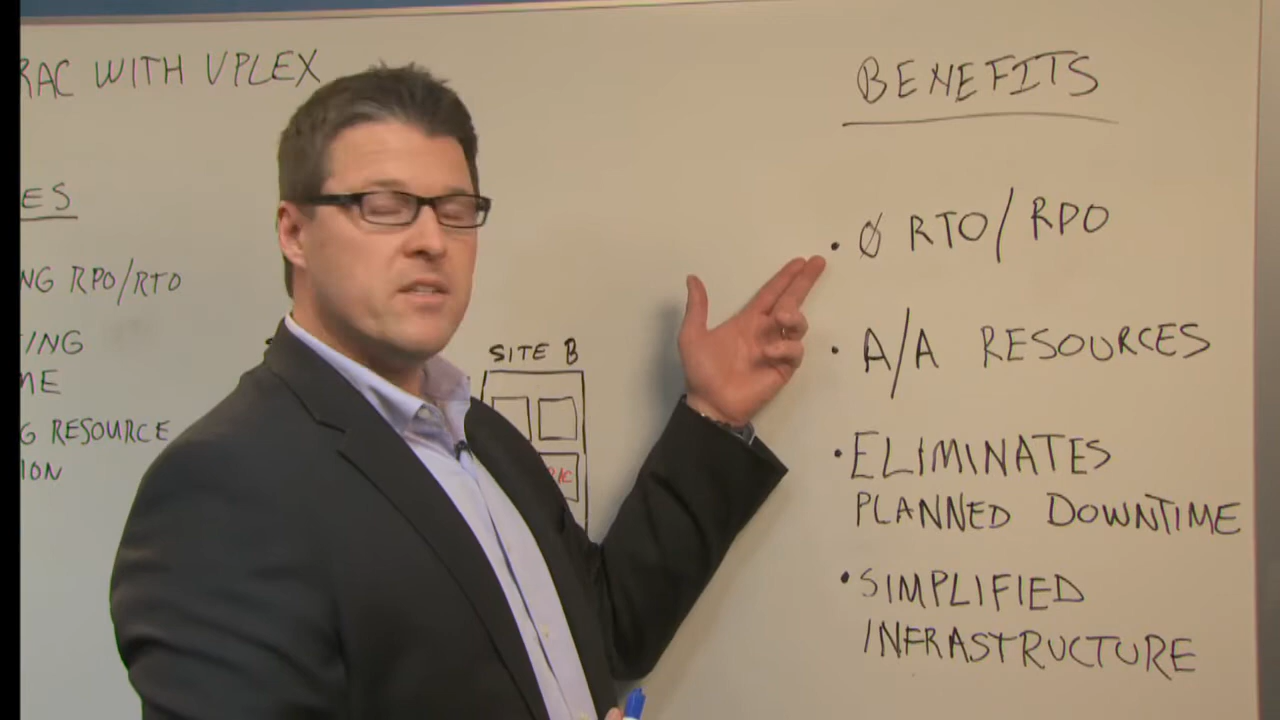 RAC WITH VPLEX
ES
NG RPO/RTO
ING
ME
G RESOURCE
ION
SITE B
BENEFITS
• Ø RTO/RPO
• A/A RESOURCES
• ELIMINATES
PLANNED DOWNTIME
• SIMPLIFIED
INFRASTRUCTURE